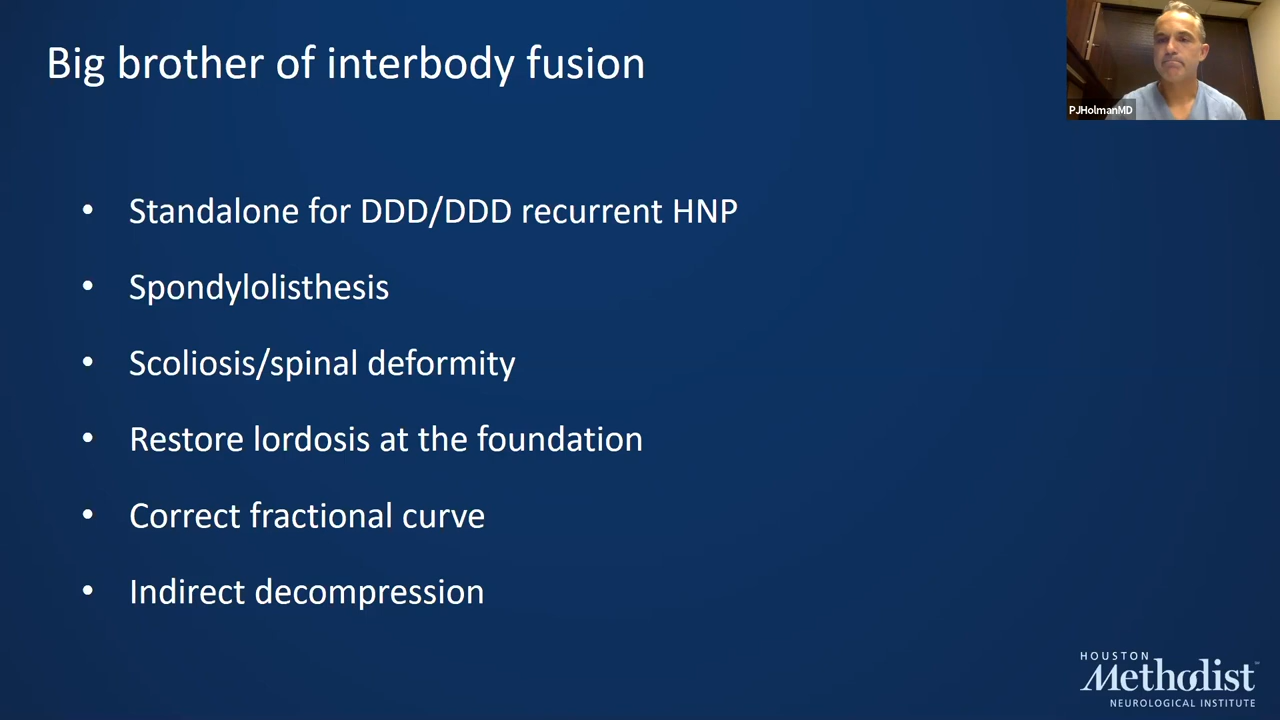 Big brother of interbody fusion
PJHolmanMD
• Standalone for DDD/DDD recurrent HNP
• Spondylolisthesis
• Scoliosis/spinal deformity
• Restore lordosis at the foundation
• Correct fractional curve
• Indirect decompression
HOUSTON
Methodist
NEUROLOGICAL INSTITUTE